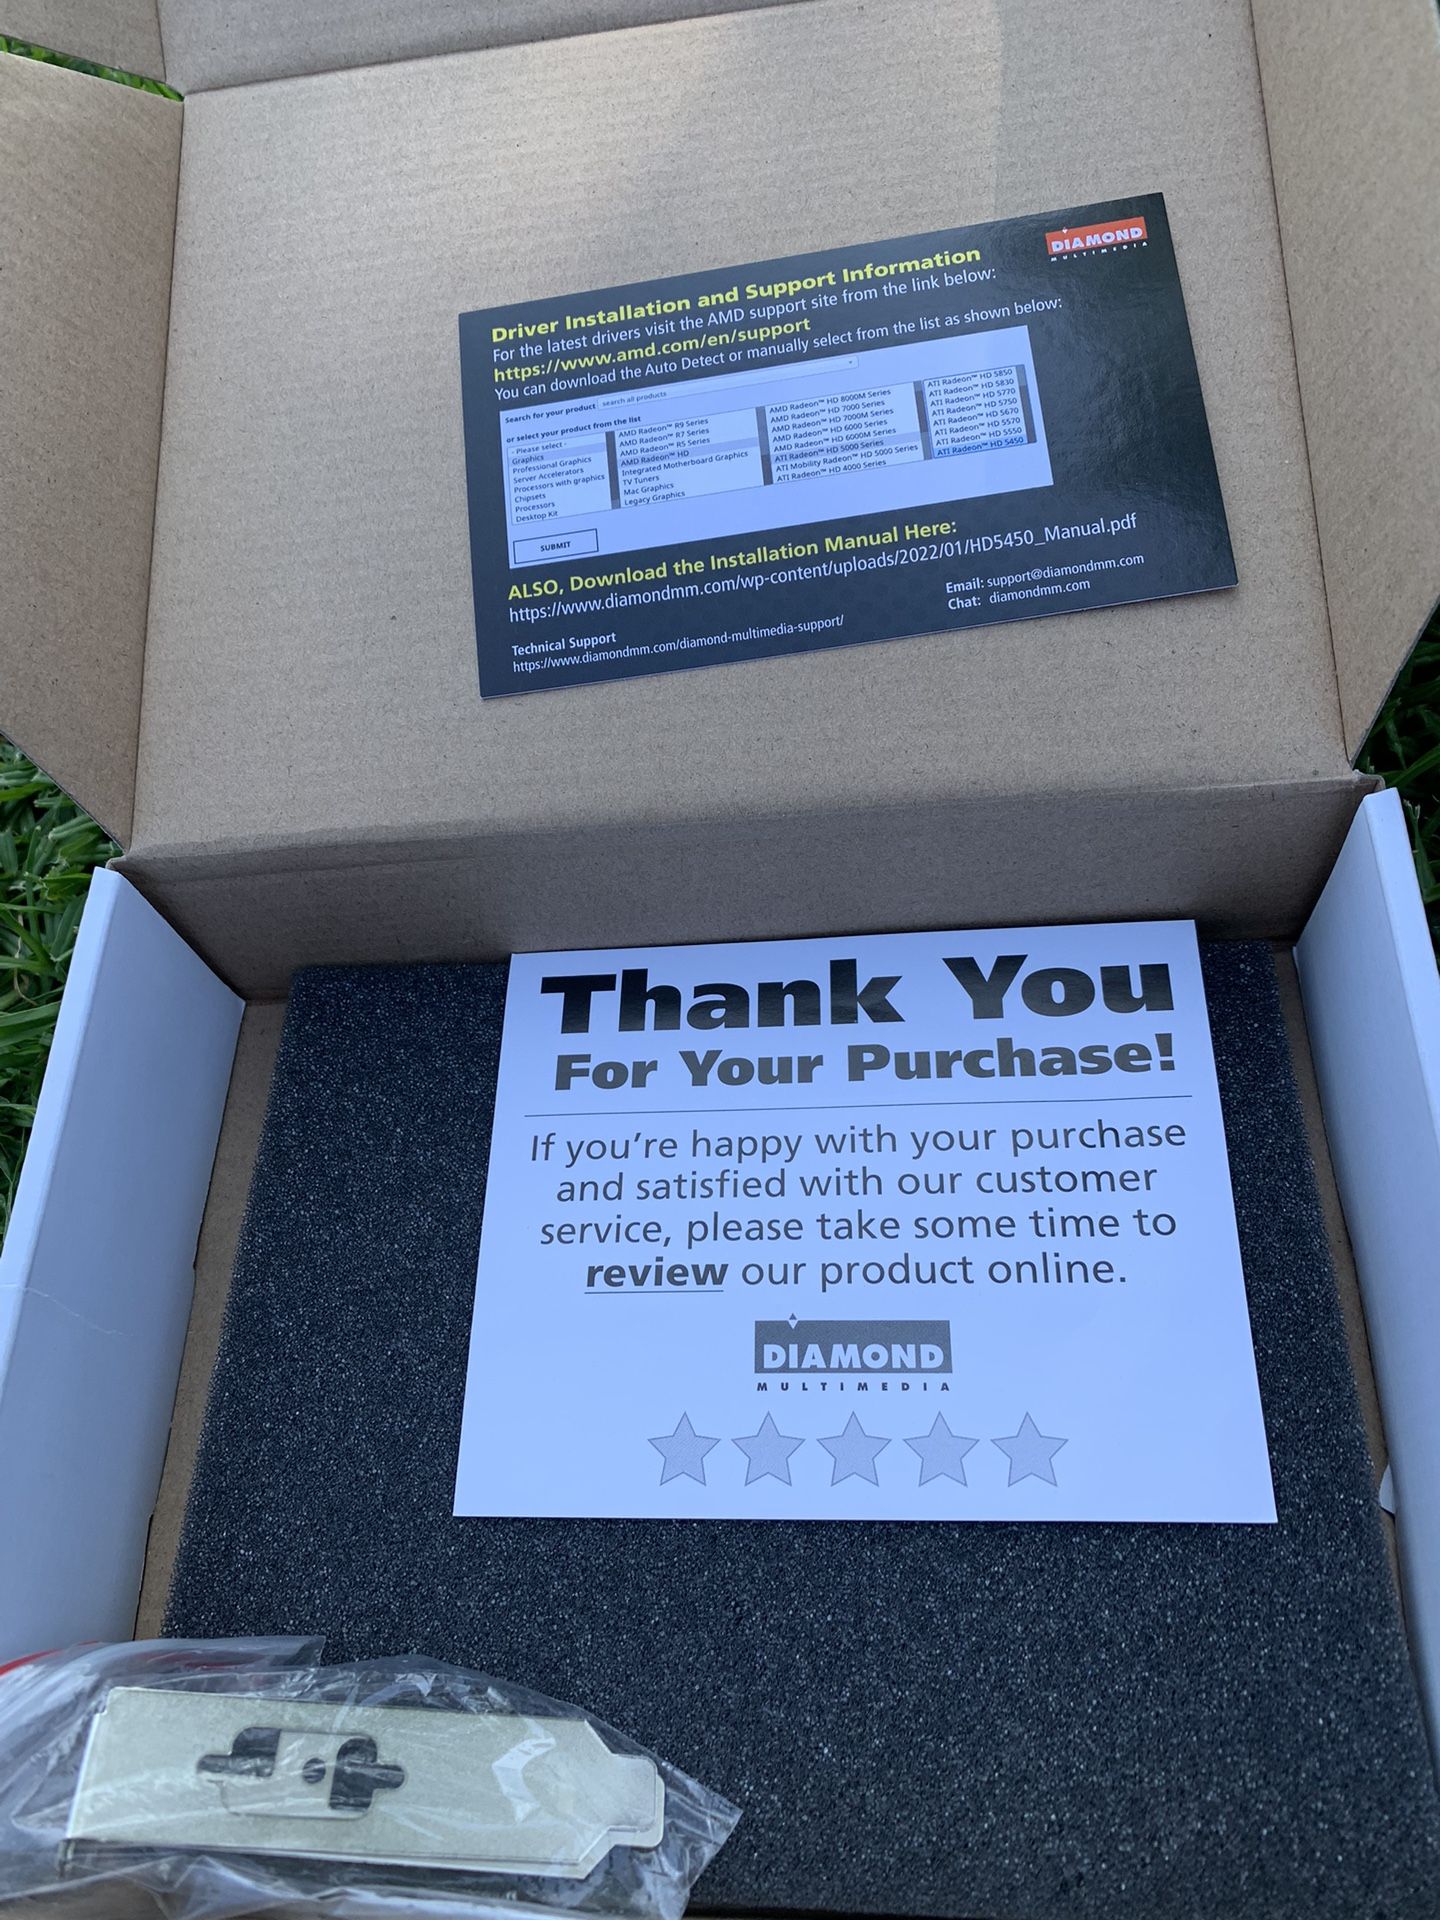 DIAMOND
MULTIMEDIA
Driver Installation and Support Information
For the latest drivers visit the AMD support site from the link below:
https://www.amd.com/en/support
You can download the Auto Detect or manually select from the list as shown below:
Search for your product
search all products
or select your product from the list
- Please select -
Graphics
Professional Graphics
Server Accelerators
Processors with graphics
Chipsets
Processors
Desktop Kit
AMD Radeon™ R9 Series
AMD Radeon™ R7 Series
AMD Radeon™ R5 Series
AMD Radeon™ HD
Integrated Motherboard Graphics
TV Tuners
Mac Graphics
Legacy Graphics
AMD Radeon™ HD 8000M Series
AMD Radeon™ HD 7000 Series
AMD Radeon™ HD 7000M Series
AMD Radeon™ HD 6000 Series
AMD Radeon™ HD 6000M Series
ATI Radeon™ HD 5000 Series
ATI Mobility Radeon™ HD 5000 Series
ATI Radeon™ HD 4000 Series
ATI Radeon™ HD 5850
ATI Radeon™ HD 5830
ATI Radeon™ HD 5770
ATI Radeon™ HD 5750
ATI Radeon™ HD 5670
ATI Radeon™ HD 5570
ATI Radeon™ HD 5550
ATI Radeon™ HD 5450
SUBMIT
ALSO, Download the Installation Manual Here:
https://www.diamondmm.com/wp-content/uploads/2022/01/HD5450_Manual.pdf
Technical Support
https://www.diamondmm.com/diamond-multimedia-support/
Email: support@diamondmm.com
Chat: diamondmm.com
Thank You
For Your Purchase!
If you're happy with your purchase
and satisfied with our customer
service, please take some time to
review our product online.
DIAMOND
MULTIMEDIA